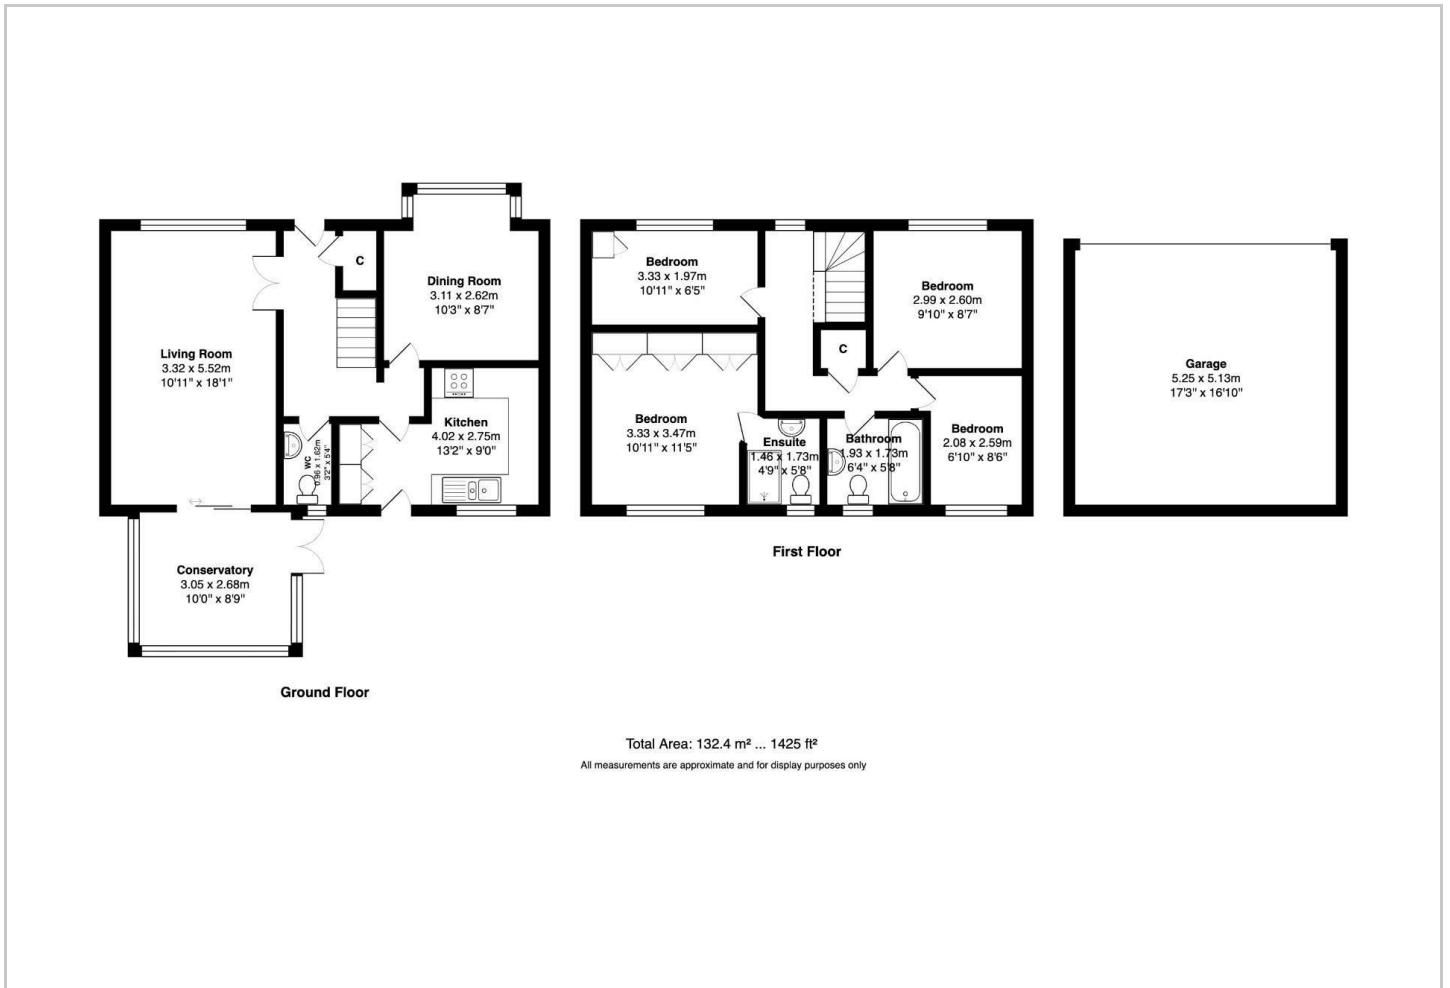 C
Dining Room
3.11 x 2.62m
10'3" x 8'7"
Living Room
3.32 x 5.52m
10'11" x 18'1"
Kitchen
4.02 x 2.75m
13'2" x 9'0"
WC
0.96 x 1.62m
3'2" x 5'4"
Conservatory
3.05 x 2.68m
10'0" x 8'9"
Ground Floor
Bedroom
3.33 x 1.97m
10'11" x 6'5"
Bedroom
2.99 x 2.60m
9'10" x 8'7"
C
Bedroom
3.33 x 3.47m
10'11" x 11'5"
Ensuite
1.46 x 1.73m
4'9" x 5'8"
Bathroom
1.93 x 1.73m
6'4" x 5'8"
Bedroom
2.08 x 2.59m
6'10" x 8'6"
First Floor
Garage
5.25 x 5.13m
17'3" x 16'10"
Total Area: 132.4 m² ... 1425 ft²
All measurements are approximate and for display purposes only